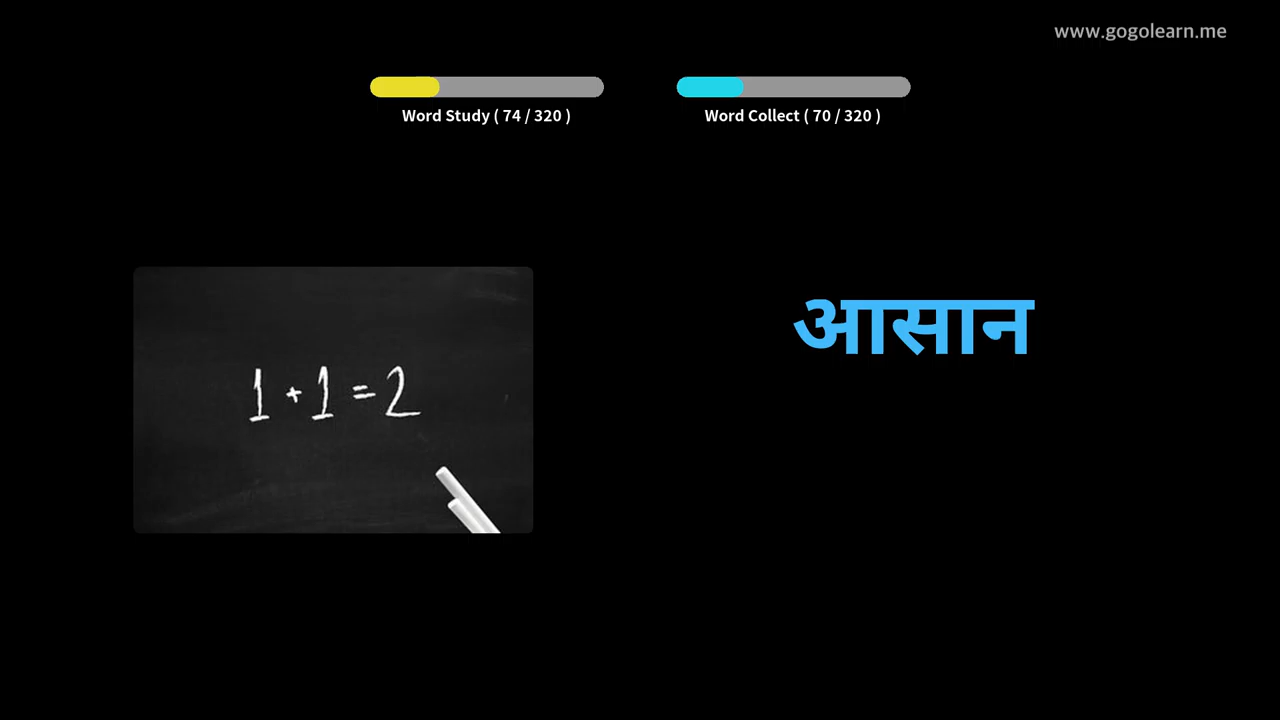 www.gogolearn.me
Word Study ( 74 / 320 )
Word Collect ( 70 / 320 )
1 + 1 = 2
आसान